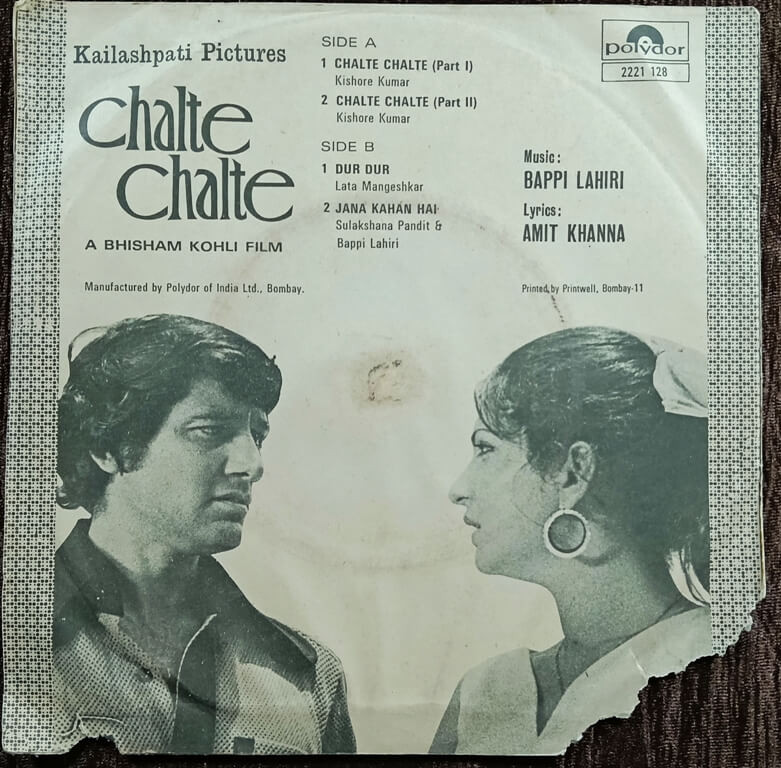 Kailashpati Pictures
Chalte
Chalte
A BHISHAM KOHLI FILM
SIDE A
1 CHALTE CHALTE (Part I)
Kishore Kumar
2 CHALTE CHALTE (Part II)
Kishore Kumar
SIDE B
1 DUR DUR
Lata Mangeshkar
2 JANA KAHAN HAI
Sulakshana Pandit &
Bappi Lahiri
polydor
2221 128
Music:
BAPPI LAHIRI
Lyrics:
AMIT KHANNA
Manufactured by Polydor of India Ltd., Bombay.
Printed by Printwell, Bombay-11